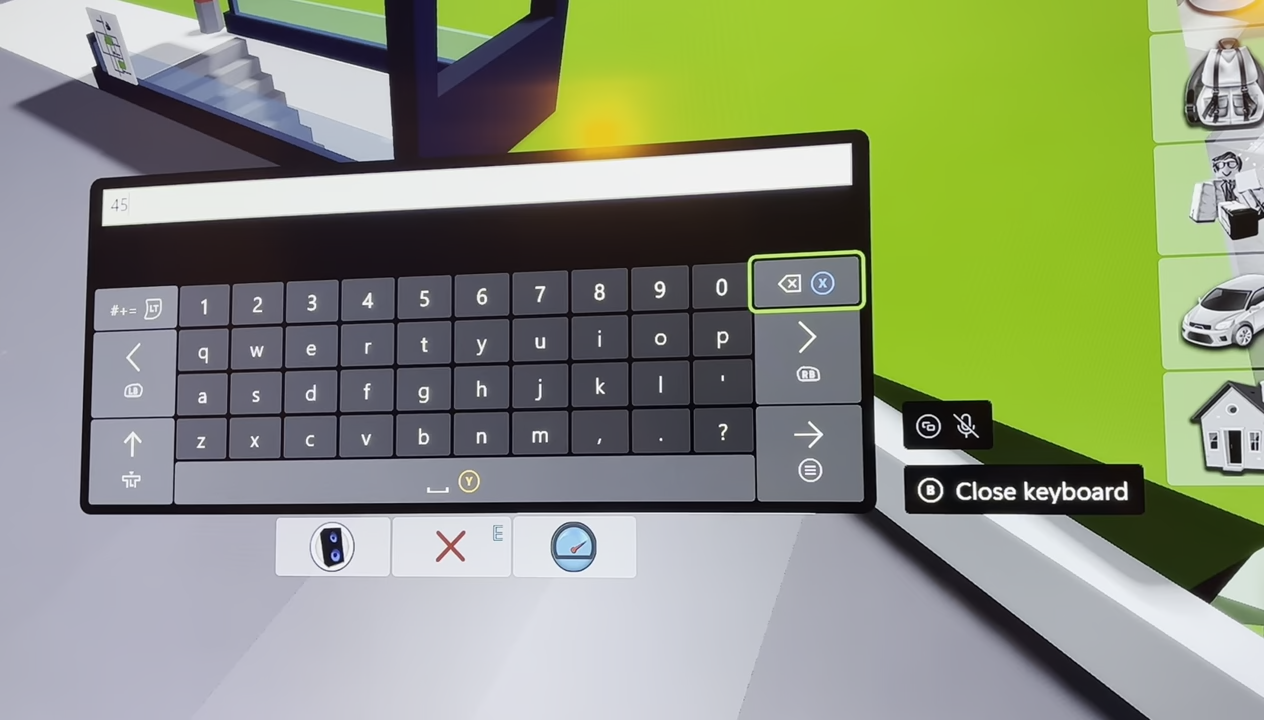 45
#+= LT 1 2 3 4 5 6 7 8 9 0 X
LB q w e r t y u i o p RB
a s d f g h j k l '
z x c v b n m , . ?
Y
B Close keyboard
E